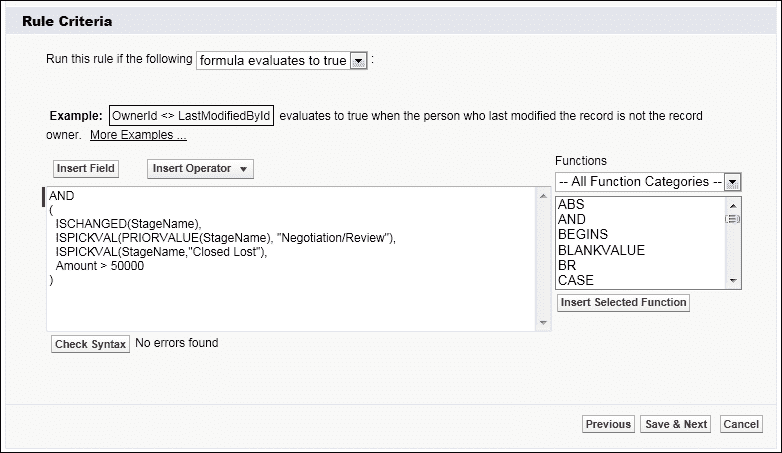 Rule Criteria
Run this rule if the following formula evaluates to true :
Example: OwnerId <> LastModifiedById evaluates to true when the person who last modified the record is not the record
owner. More Examples ...
Functions
Insert Field Insert Operator
-- All Function Categories --
AND
(
ISCHANGED(StageName),
ISPICKVAL(PRIORVALUE(StageName), "Negotiation/Review"),
ISPICKVAL(StageName,"Closed Lost"),
Amount > 50000
)
ABS
AND
BEGINS
BLANKVALUE
BR
CASE
Insert Selected Function
Check Syntax No errors found
Previous Save & Next Cancel